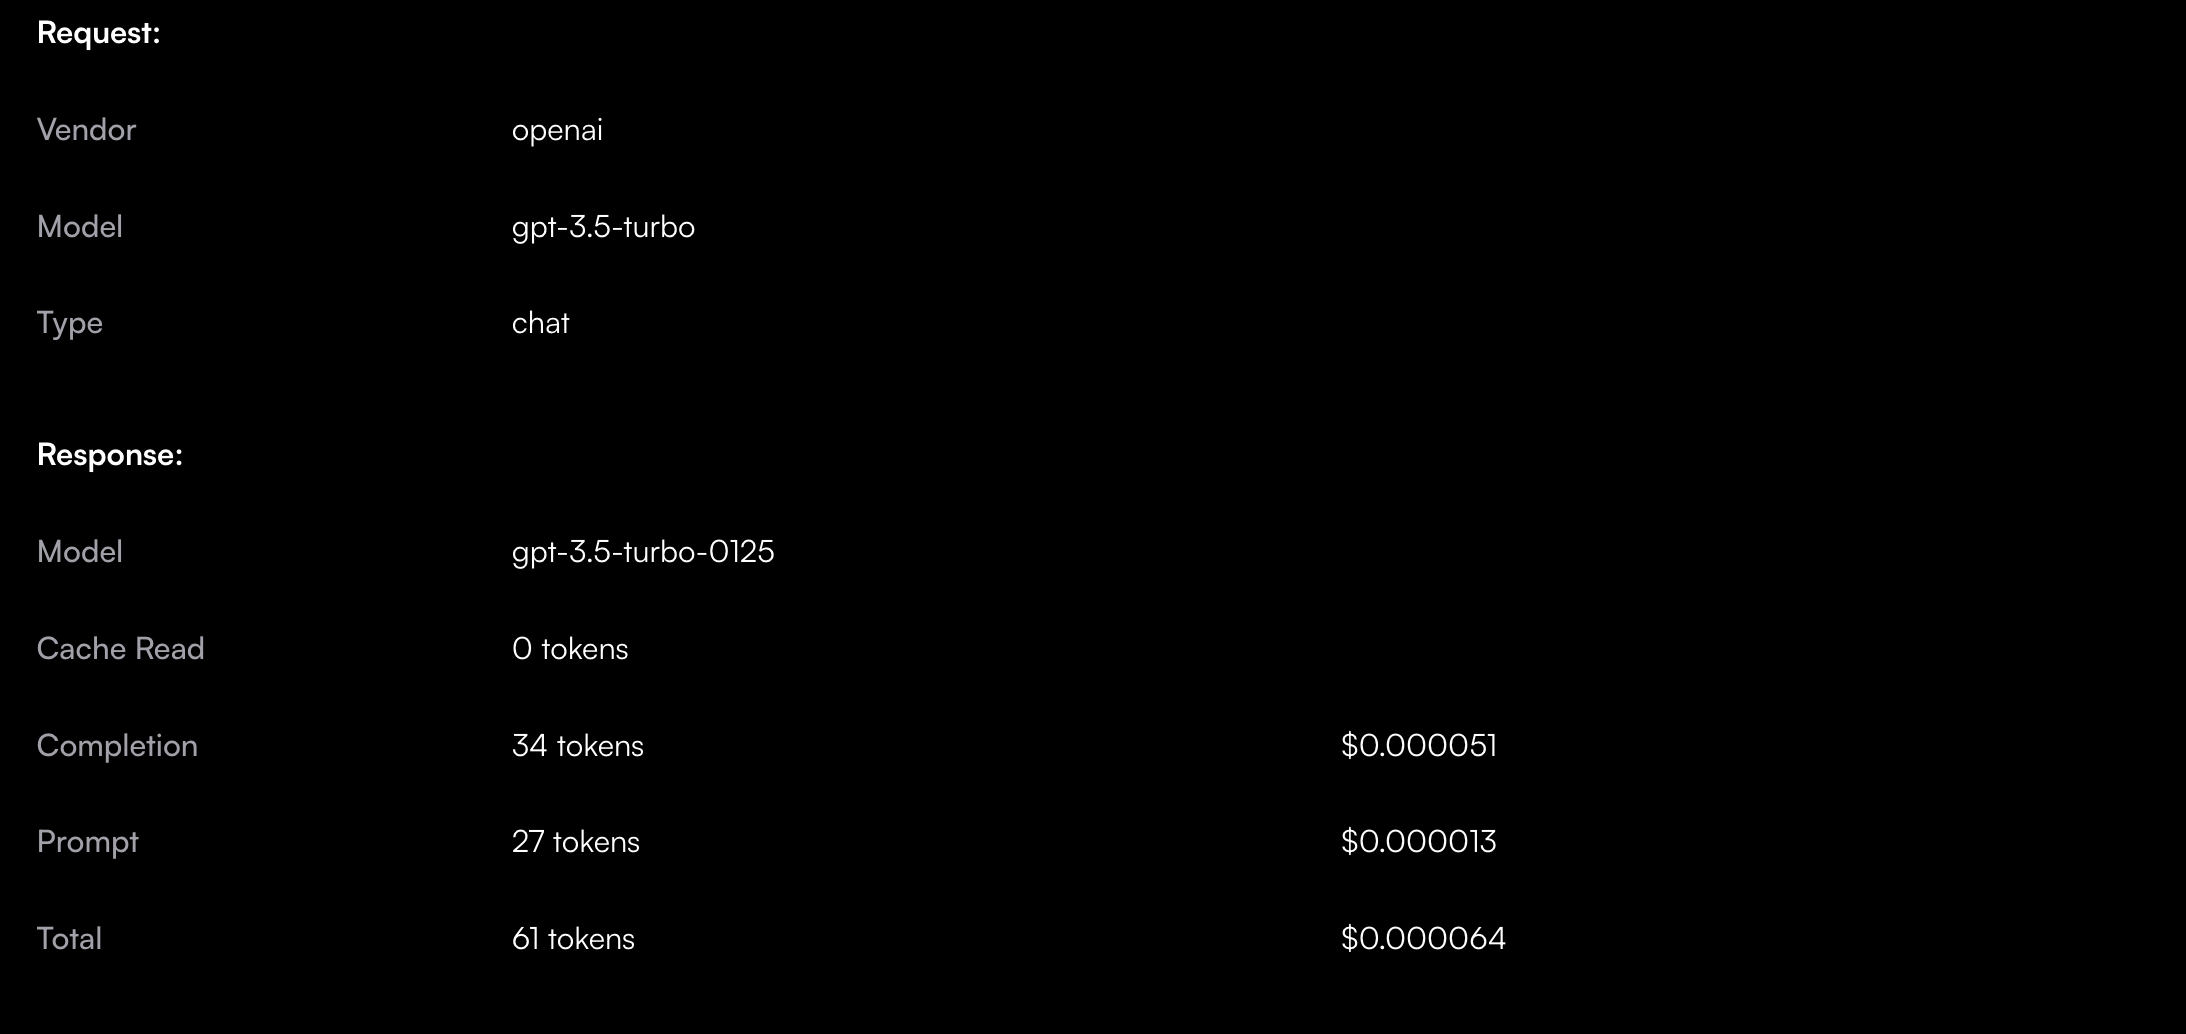 Request:
Vendor openai
Model gpt-3.5-turbo
Type chat
Response:
Model gpt-3.5-turbo-0125
Cache Read 0 tokens
Completion 34 tokens $0.000051
Prompt 27 tokens $0.000013
Total 61 tokens $0.000064